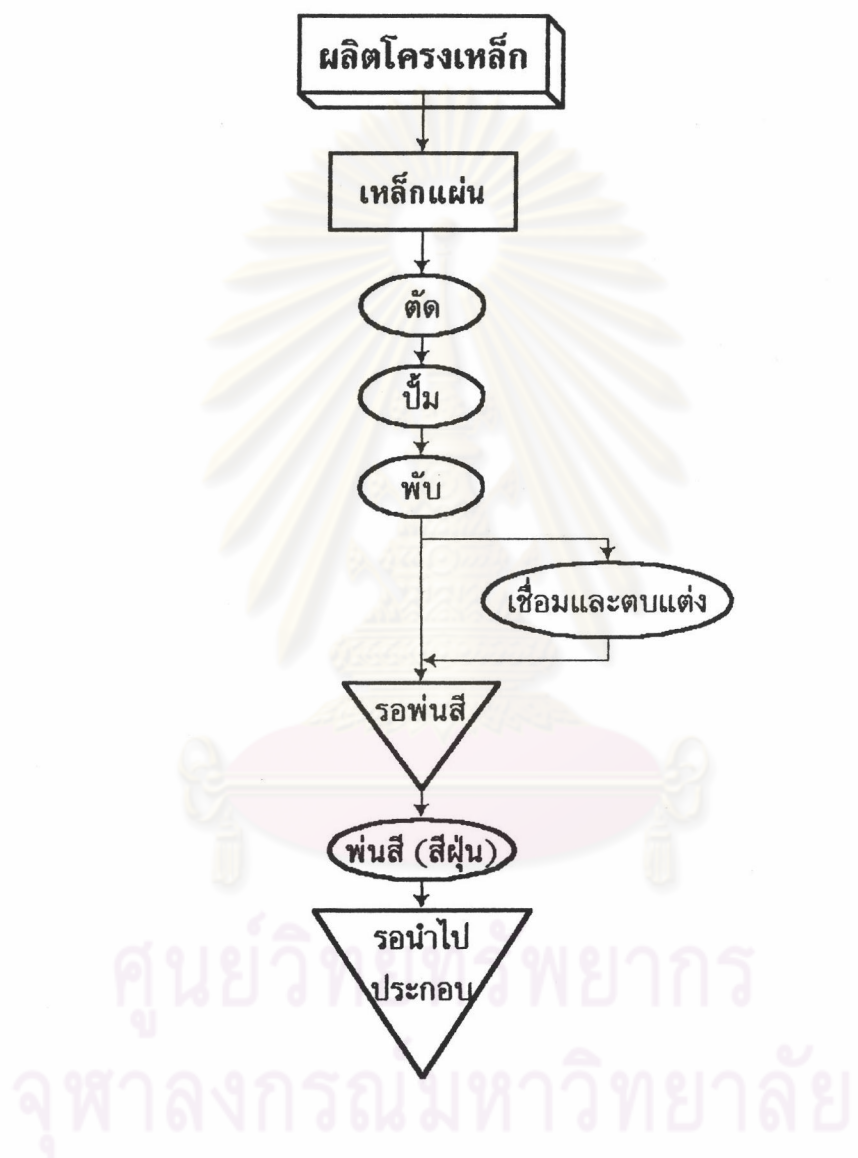 ผลิตโครงเหล็ก
เหล็กแผ่น
ตัด
ปั๊ม
พับ
เชื่อมและตบแต่ง
รอพ่นสี
พ่นสี (สีฝุ่น)
รอนำไป
ประกอบ
ศูนย์วิทยทรัพยากร
จุฬาลงกรณ์มหาวิทยาลัย